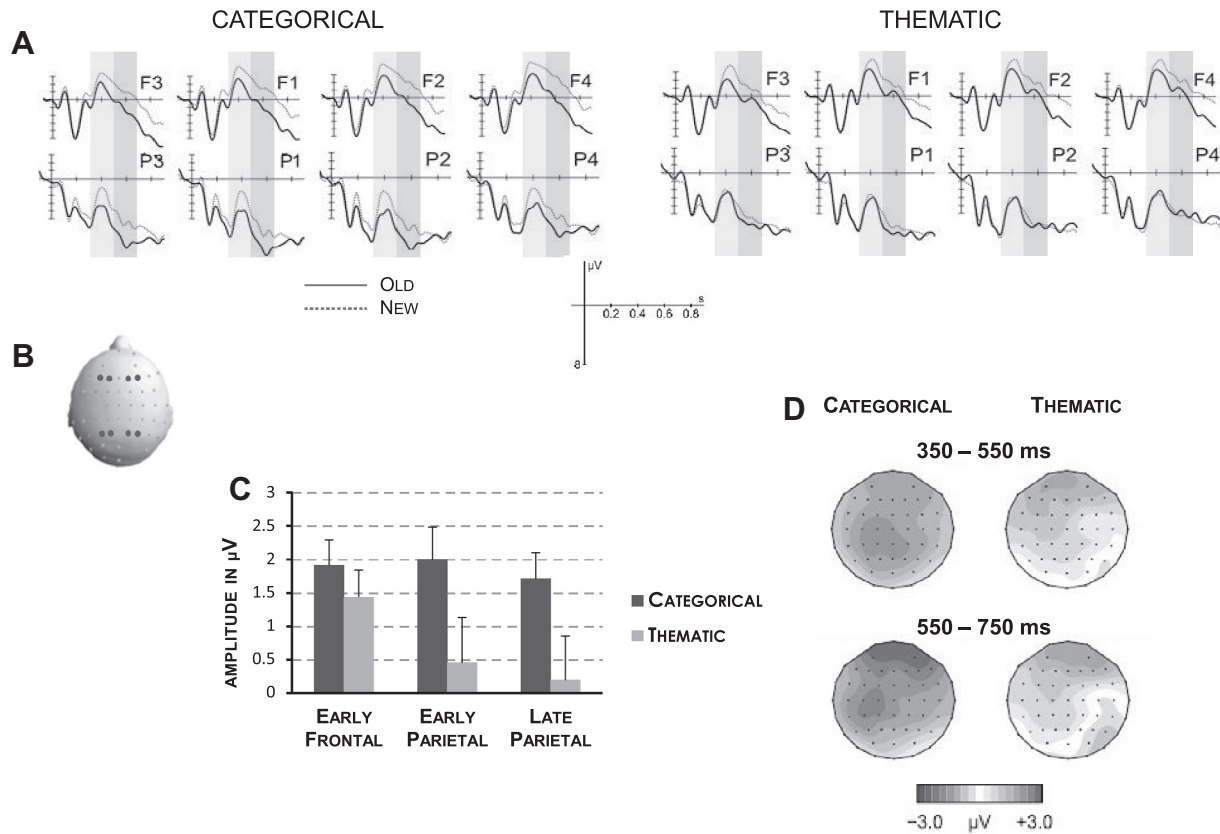 CATEGORICAL THEMATIC
A
F3 F1 F2 F4 F3 F1 F2 F4
P3 P1 P2 P4 P3 P1 P2 P4
OLD
NEW
µV
s
0.2 0.4 0.6 0.8
8
B
D CATEGORICAL THEMATIC
350 – 550 ms
C
3
2.5
2
1.5
1
0.5
0
AMPLITUDE IN µV
CATEGORICAL
THEMATIC
EARLY FRONTAL
EARLY PARIETAL
LATE PARIETAL
550 – 750 ms
−3.0 µV +3.0